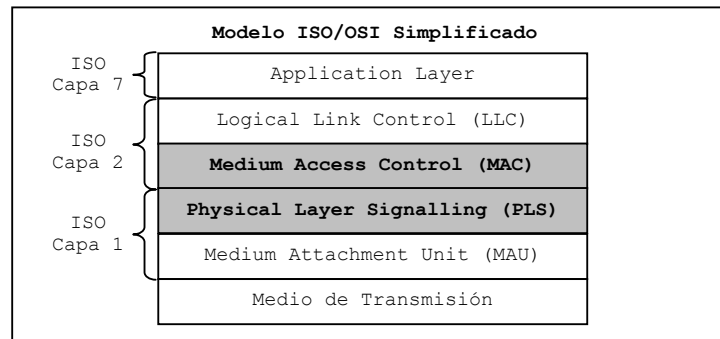 Modelo ISO/OSI Simplificado
ISO
Capa 7
Application Layer
Logical Link Control (LLC)
ISO
Capa 2
Medium Access Control (MAC)
Physical Layer Signalling (PLS)
ISO
Capa 1
Medium Attachment Unit (MAU)
Medio de Transmisión